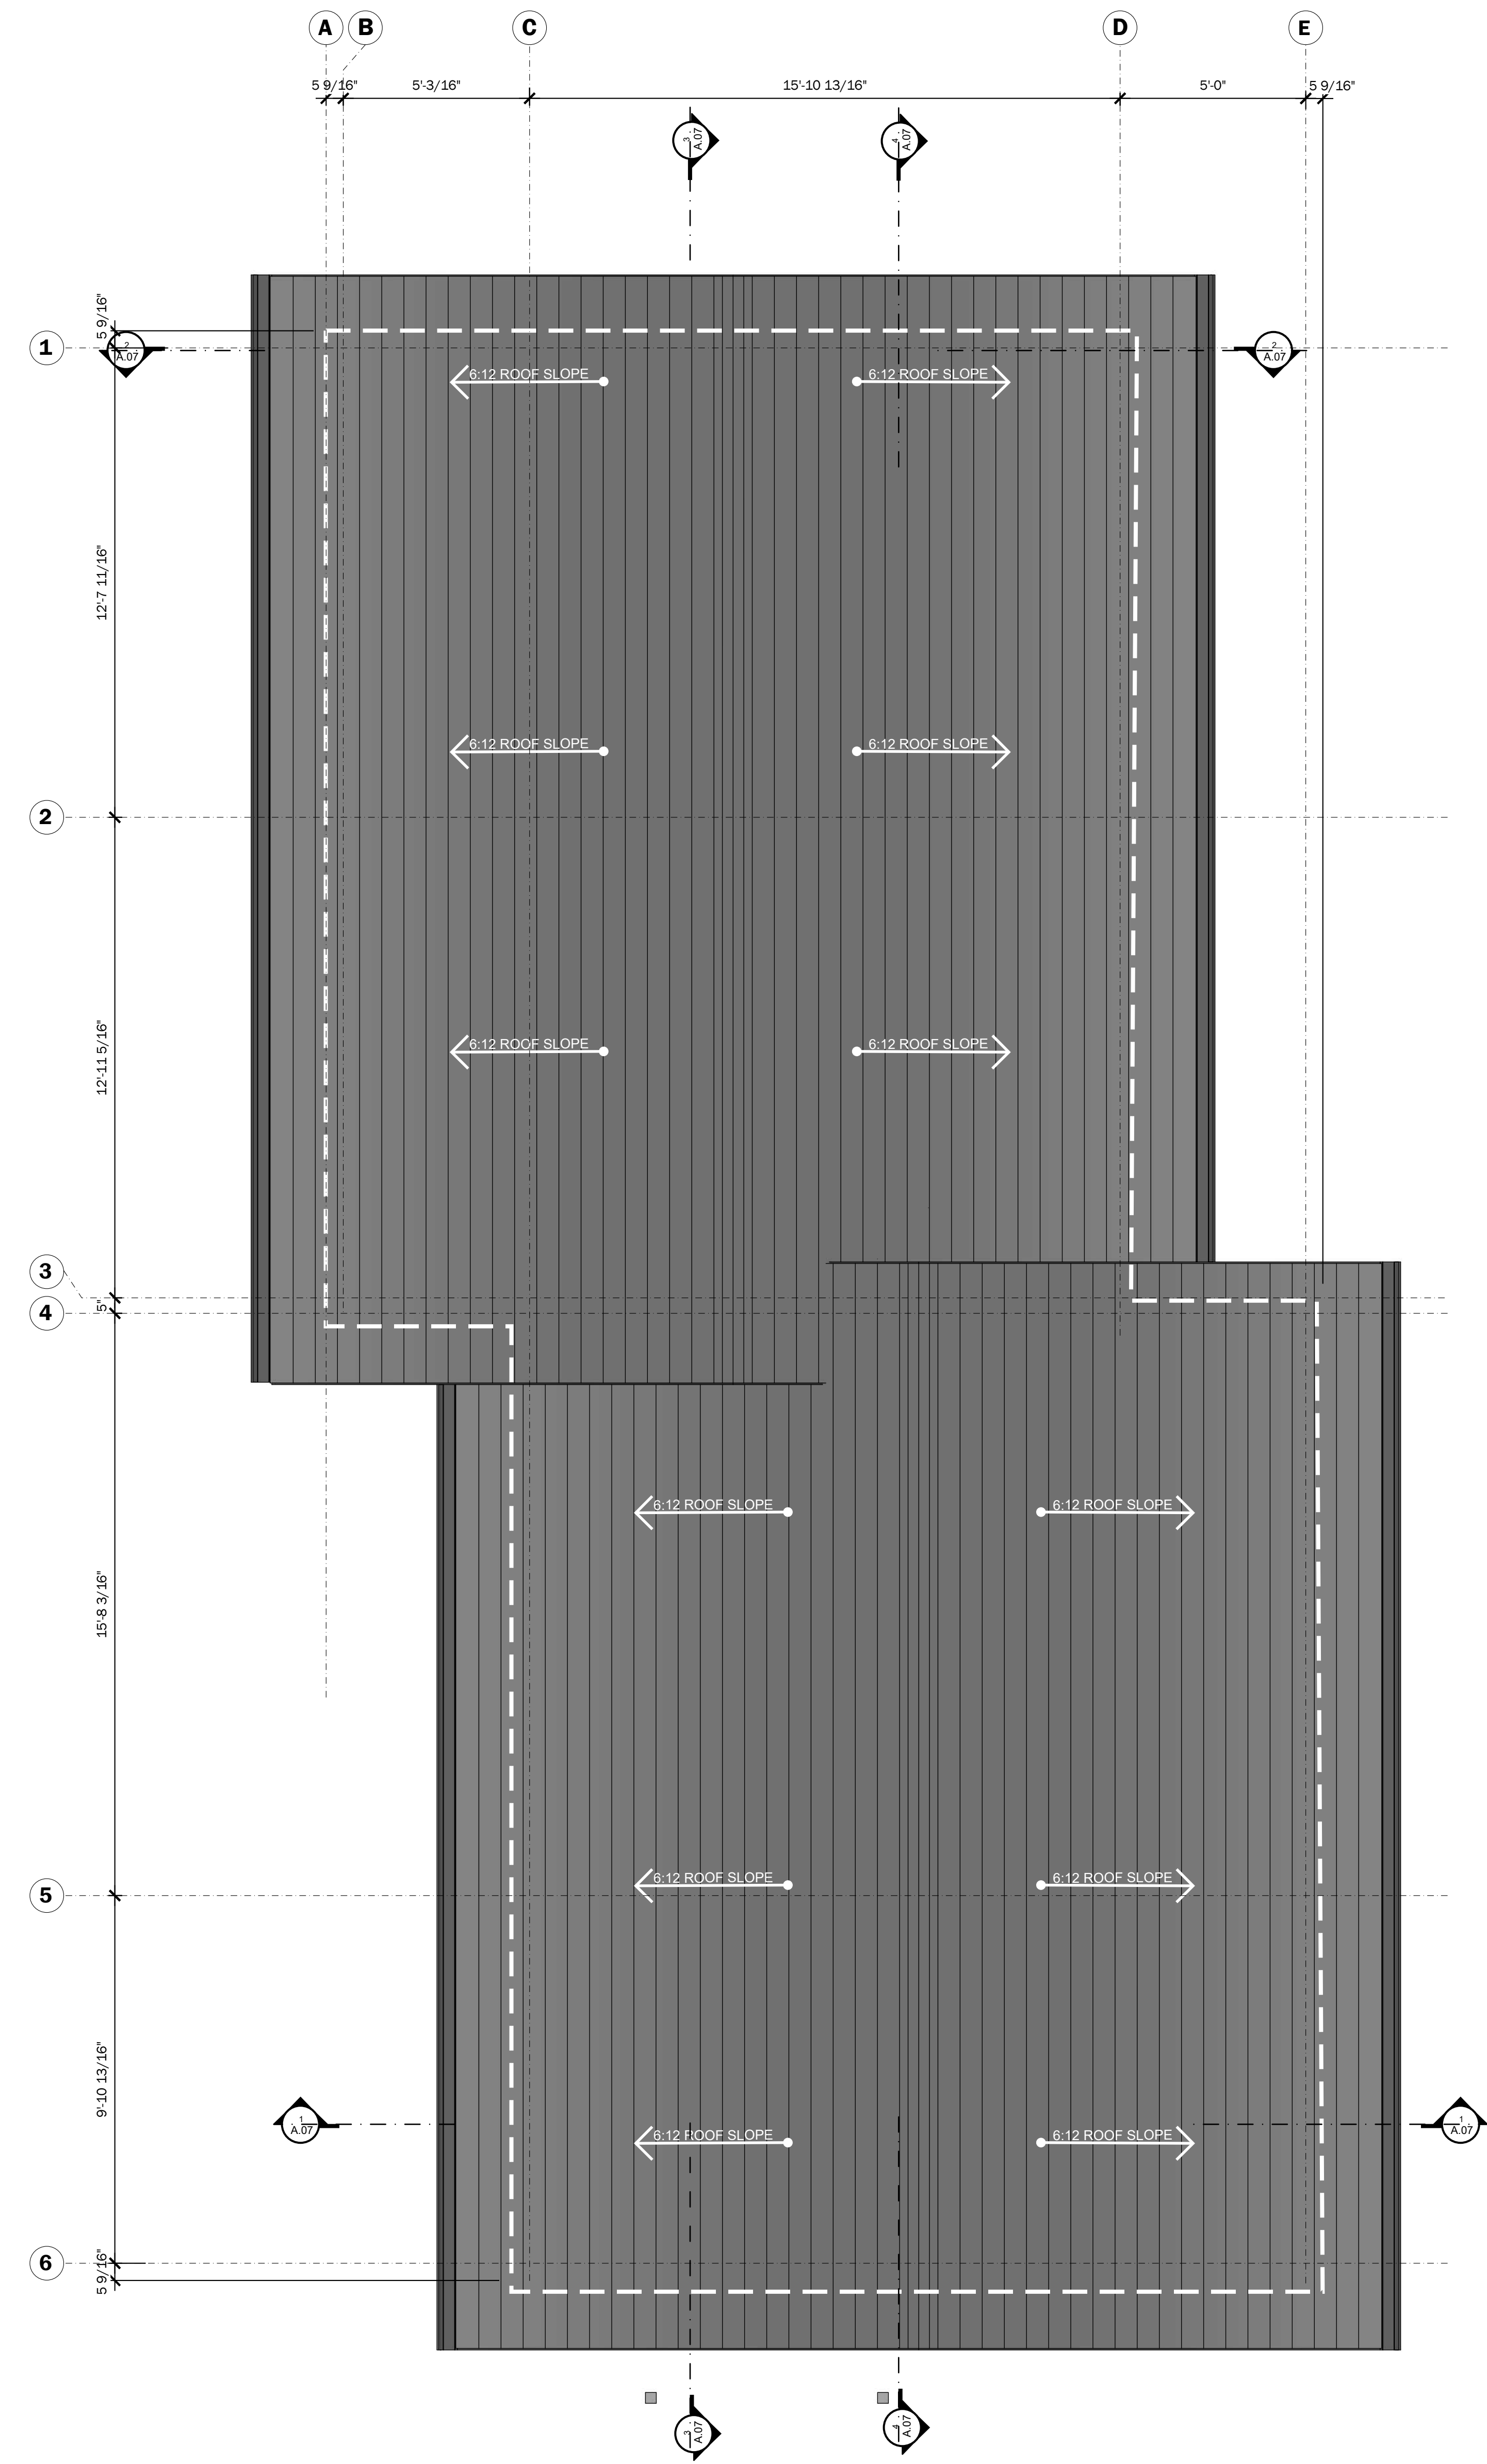 A B C D E
5 9/16" 5'-3/16" 15'-10 13/16" 5'-0" 5 9/16"
3
A.07
4
A.07
5 9/16"
1
2
A.07
2
A.07
6:12 ROOF SLOPE 6:12 ROOF SLOPE
12'-7 11/16"
6:12 ROOF SLOPE 6:12 ROOF SLOPE
2
12'-11 5/16"
6:12 ROOF SLOPE 6:12 ROOF SLOPE
3
5"
4
6:12 ROOF SLOPE 6:12 ROOF SLOPE
15'-8 3/16"
6:12 ROOF SLOPE 6:12 ROOF SLOPE
5
9'-10 13/16"
1
A.07
1
A.07
6:12 ROOF SLOPE 6:12 ROOF SLOPE
6
5 9/16"
3
A.07
4
A.07